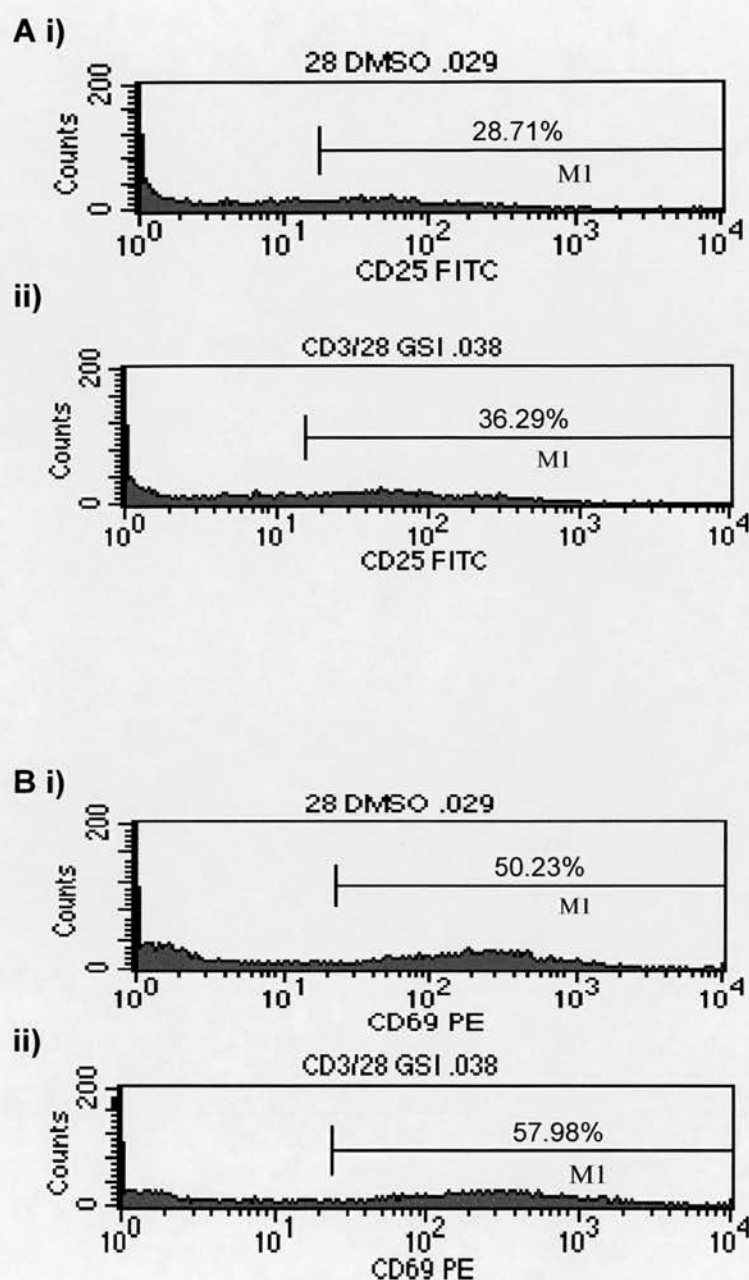 A i)
28 DMSO .029
200
Counts
0
28.71%
M1
10^0 10^1 10^2 10^3 10^4
CD25 FITC
ii)
CD3/28 GSI .038
200
Counts
0
36.29%
M1
10^0 10^1 10^2 10^3 10^4
CD25 FITC
B i)
28 DMSO .029
200
Counts
0
50.23%
M1
10^0 10^1 10^2 10^3 10^4
CD69 PE
ii)
CD3/28 GSI .038
200
Counts
0
57.98%
M1
10^0 10^1 10^2 10^3 10^4
CD69 PE